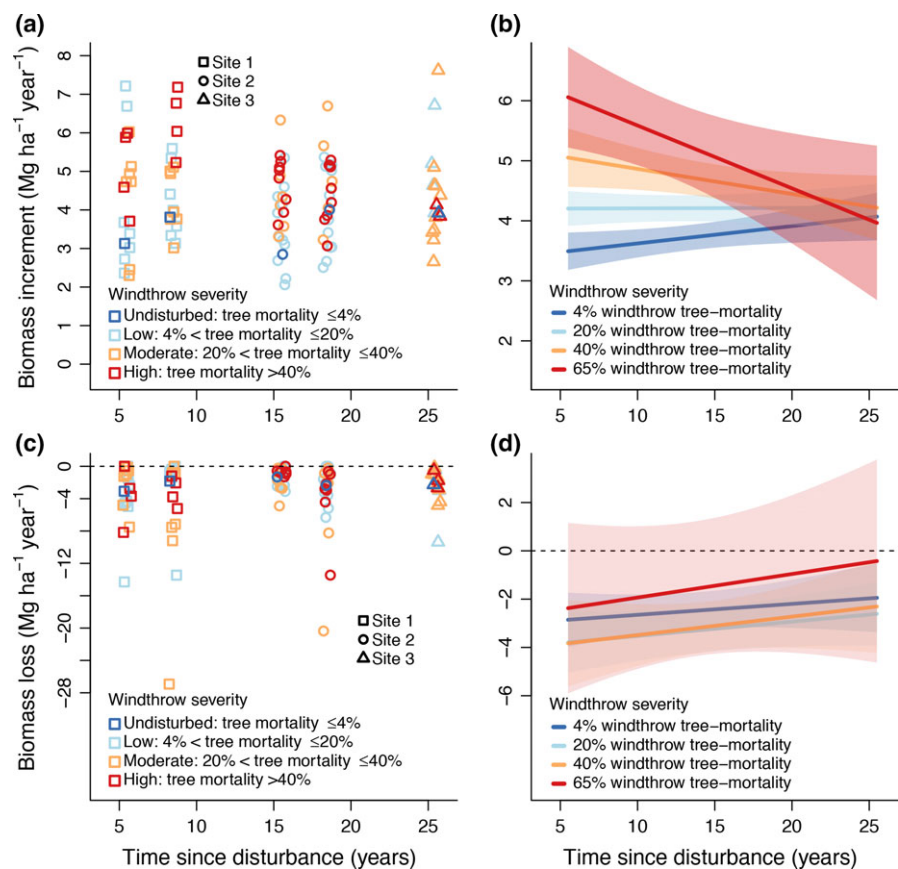 (a)
Biomass increment (Mg ha⁻¹ year⁻¹)
8
7
6
5
4
3
2
1
0
Site 1
Site 2
Site 3
Windthrow severity
Undisturbed: tree mortality ≤4%
Low: 4% < tree mortality ≤20%
Moderate: 20% < tree mortality ≤40%
High: tree mortality >40%
5 10 15 20 25
(b)
6
5
4
3
2
Windthrow severity
4% windthrow tree−mortality
20% windthrow tree−mortality
40% windthrow tree−mortality
65% windthrow tree−mortality
5 10 15 20 25
(c)
Biomass loss (Mg ha⁻¹ year⁻¹)
0
−4
−12
−20
−28
Site 1
Site 2
Site 3
Windthrow severity
Undisturbed: tree mortality ≤4%
Low: 4% < tree mortality ≤20%
Moderate: 20% < tree mortality ≤40%
High: tree mortality >40%
5 10 15 20 25
Time since disturbance (years)
(d)
2
0
−2
−4
−6
Windthrow severity
4% windthrow tree−mortality
20% windthrow tree−mortality
40% windthrow tree−mortality
65% windthrow tree−mortality
5 10 15 20 25
Time since disturbance (years)